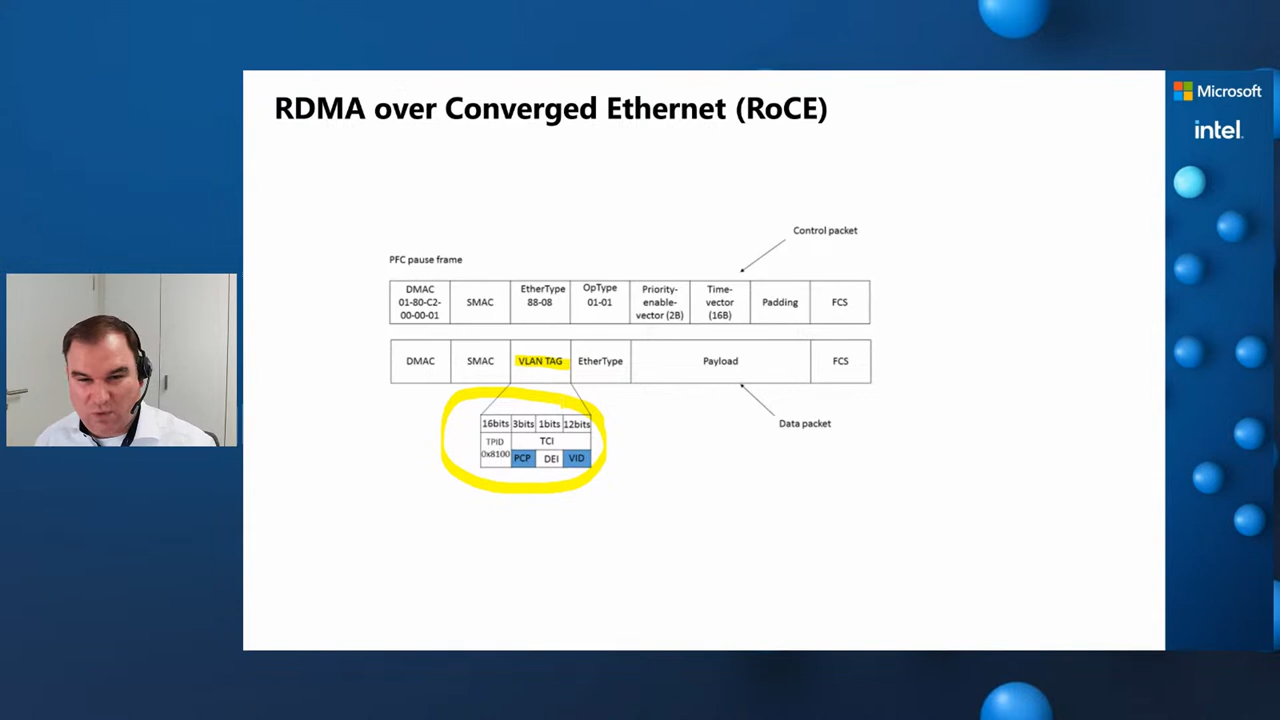 RDMA over Converged Ethernet (RoCE)
Microsoft
intel.
Control packet
PFC pause frame
DMAC
01-80-C2-
00-00-01
SMAC
EtherType
88-08
OpType
01-01
Priority-
enable-
vector (2B)
Time-
vector
(16B)
Padding
FCS
DMAC
SMAC
VLAN TAG
EtherType
Payload
FCS
16bits
3bits
1bits
12bits
TPID
0x8100
TCI
PCP
DEI
VID
Data packet